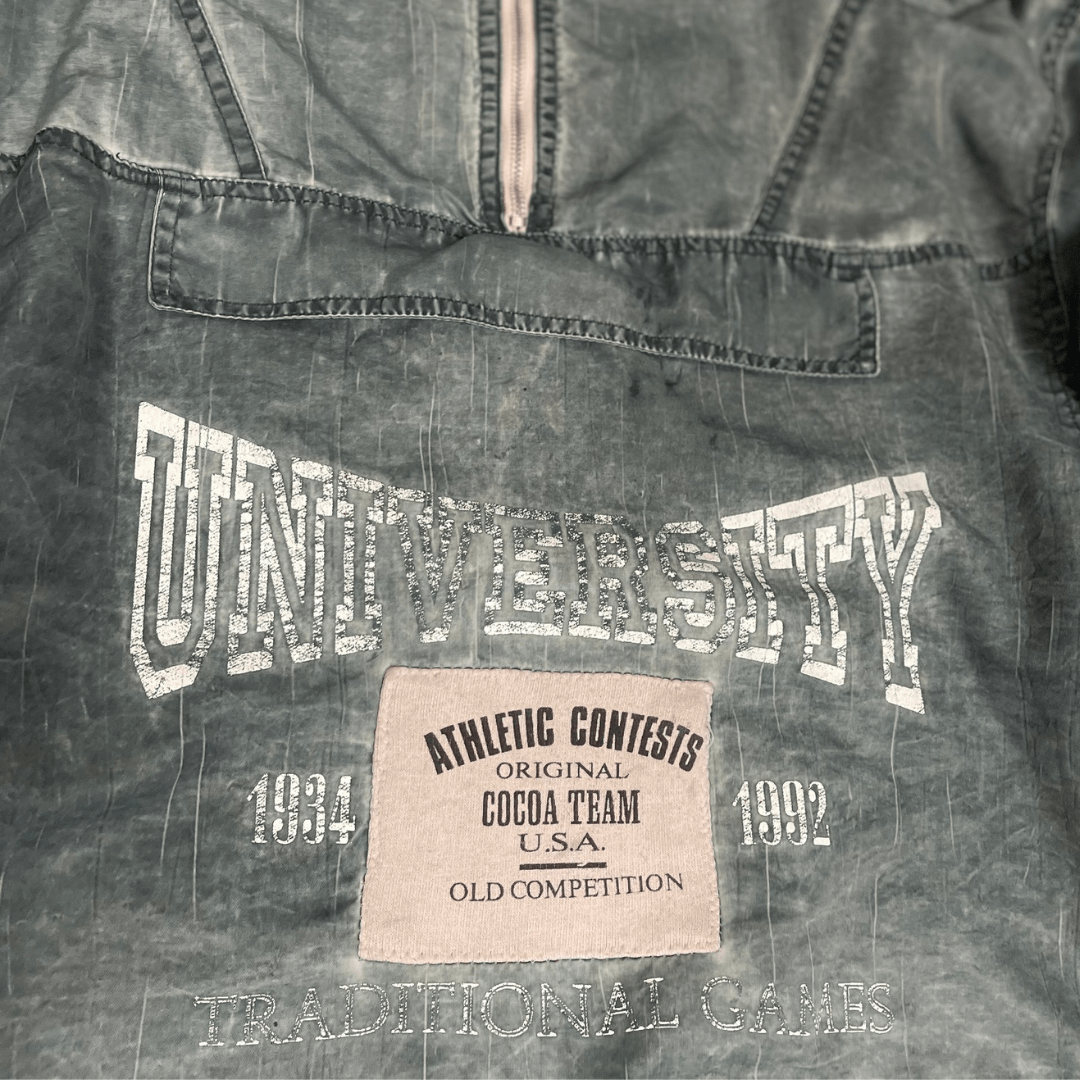 UNIVERSITY
ATHLETIC CONTESTS
ORIGINAL
1934 COCOA TEAM 1992
U.S.A.
OLD COMPETITION
TRADITIONAL GAMES